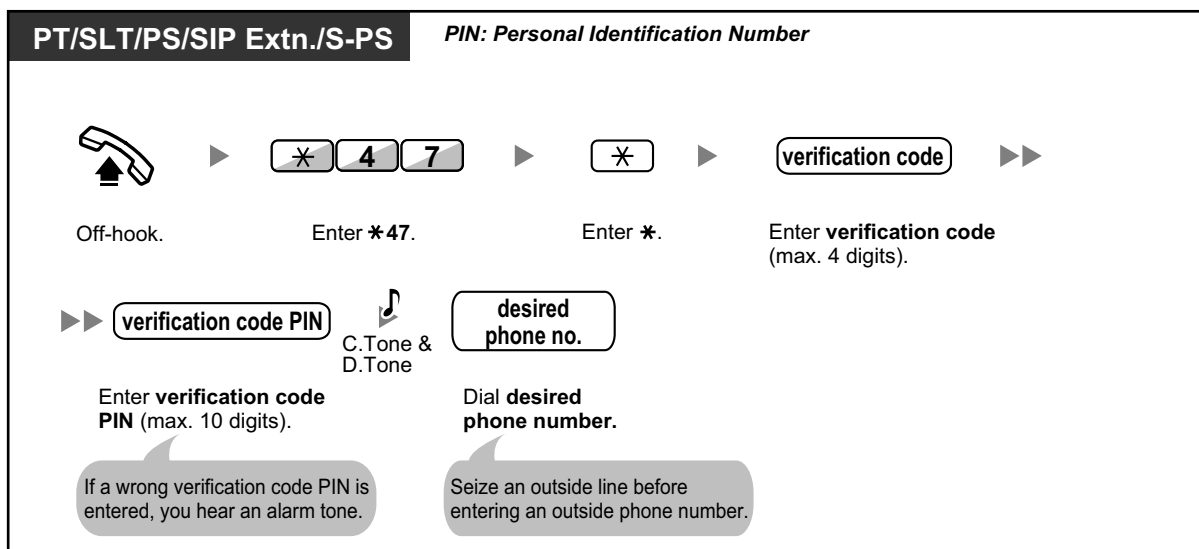 PT/SLT/PS/SIP Extn./S-PS
PIN: Personal Identification Number
* 4 7
*
verification code
Off-hook.
Enter *47.
Enter *.
Enter verification code
(max. 4 digits).
verification code PIN
C.Tone &
D.Tone
desired
phone no.
Enter verification code
PIN (max. 10 digits).
Dial desired
phone number.
If a wrong verification code PIN is
entered, you hear an alarm tone.
Seize an outside line before
entering an outside phone number.